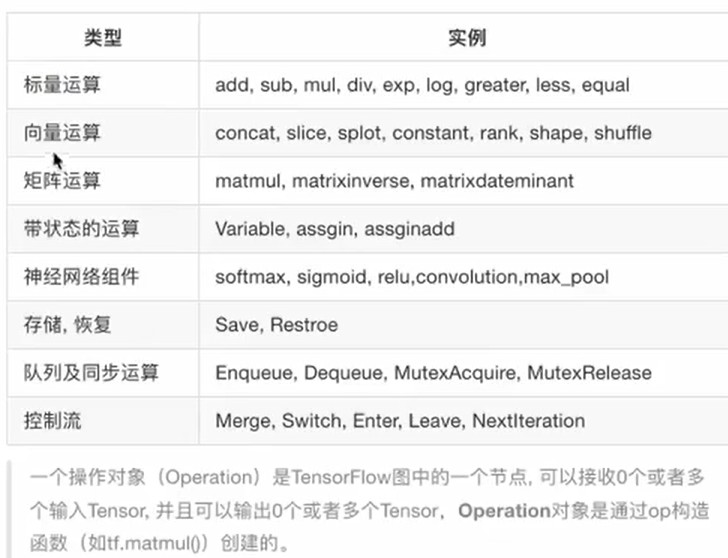 类型 实例
标量运算 add, sub, mul, div, exp, log, greater, less, equal
向量运算 concat, slice, splot, constant, rank, shape, shuffle
矩阵运算 matmul, matrixinverse, matrixdateminant
带状态的运算 Variable, assgin, assginadd
神经网络组件 softmax, sigmoid, relu,convolution,max_pool
存储, 恢复 Save, Restroe
队列及同步运算 Enqueue, Dequeue, MutexAcquire, MutexRelease
控制流 Merge, Switch, Enter, Leave, NextIteration
一个操作对象（Operation）是TensorFlow图中的一个节点, 可以接收0个或者多
个输入Tensor, 并且可以输出0个或者多个Tensor，Operation对象是通过op构造
函数（如tf.matmul()）创建的。